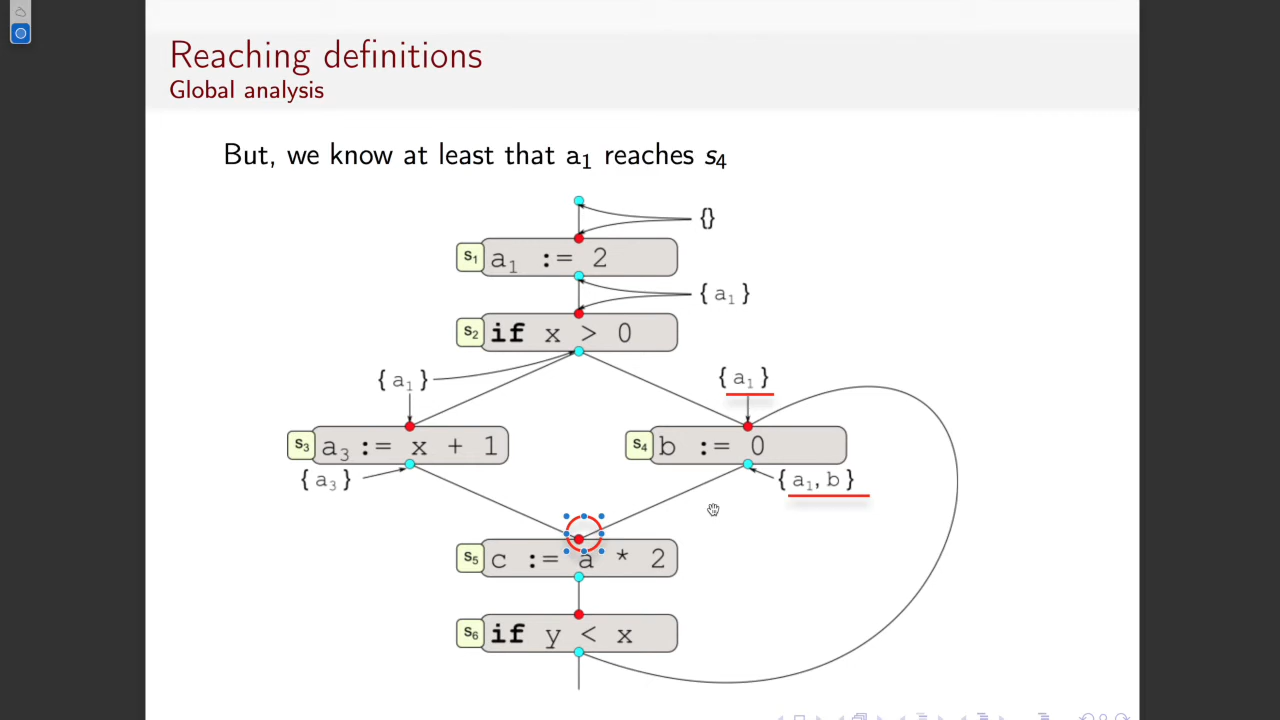 Reaching definitions
Global analysis
But, we know at least that a₁ reaches s₄
{}
s₁ a₁ := 2
{ a₁ }
s₂ if x > 0
{ a₁ }
{ a₁ }
s₃ a₃ := x + 1
s₄ b := 0
{ a₃ }
{ a₁, b }
s₅ c := a * 2
s₆ if y < x